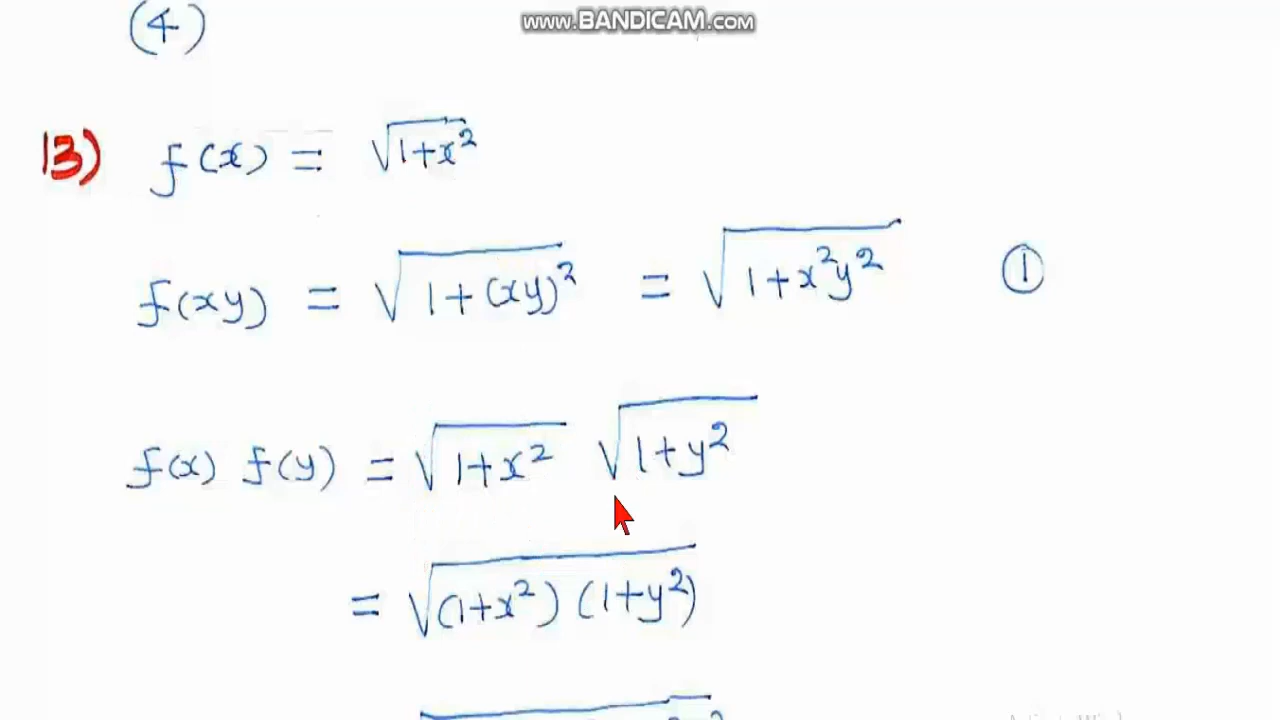 www.BANDICAM.com
(4)
13) f(x) = √1+x²
f(xy) = √1+(xy)² = √1+x²y² ①
f(x) f(y) = √1+x² √1+y²
= √(1+x²) (1+y²)